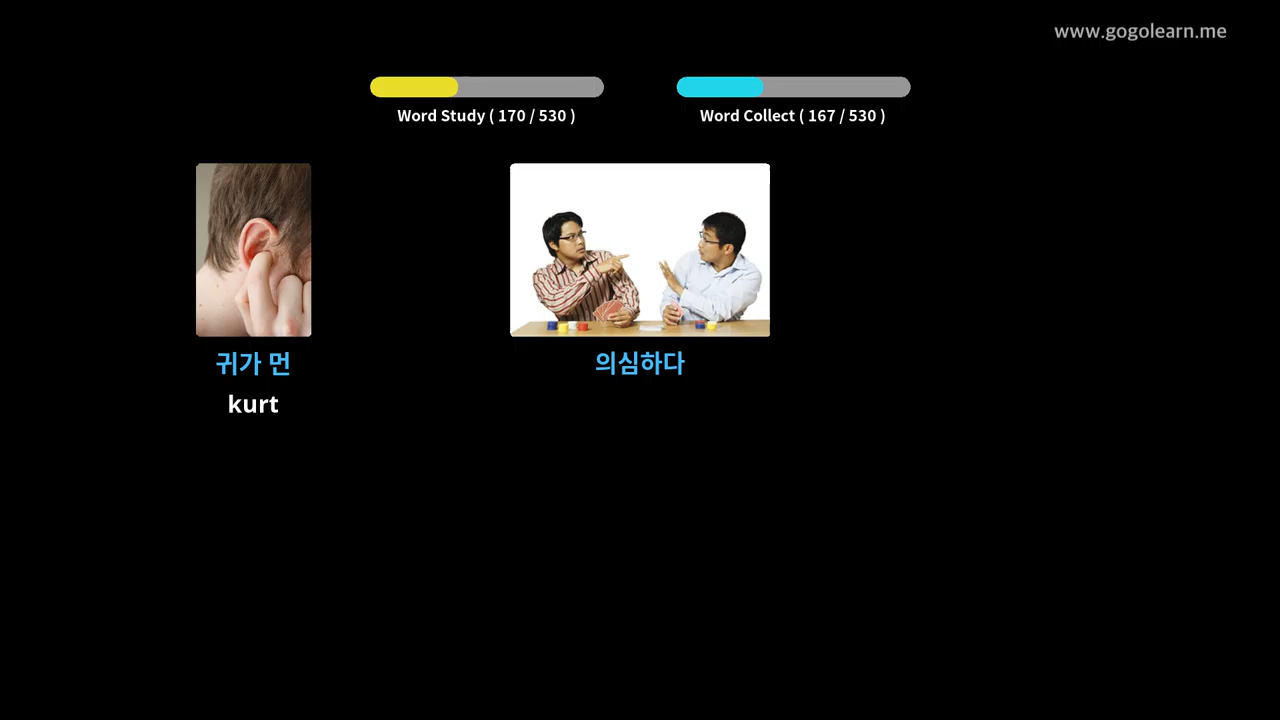 www.gogolearn.me
Word Study ( 170 / 530 )
Word Collect ( 167 / 530 )
귀가 먼
의심하다
kurt